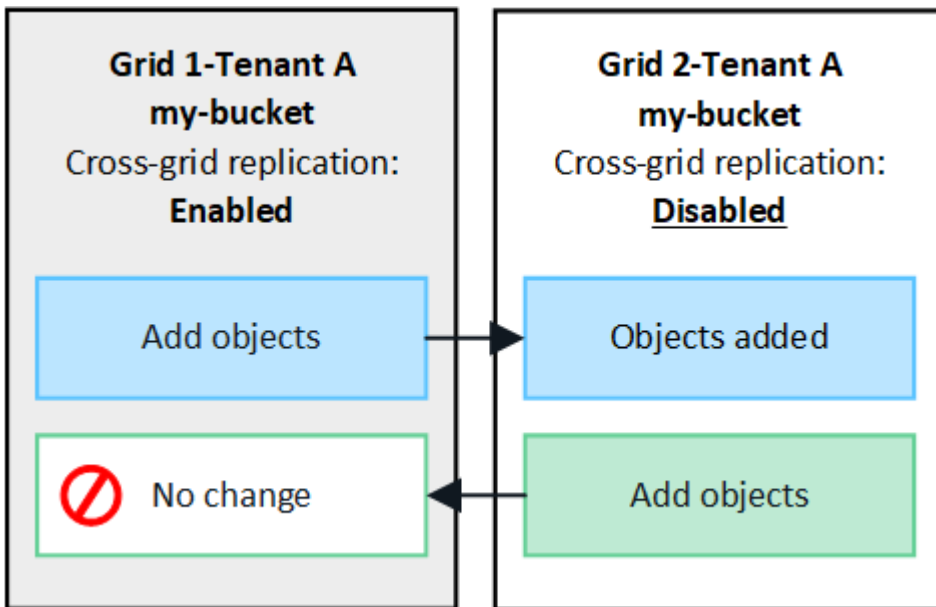 Grid 1-Tenant A
my-bucket
Cross-grid replication:
Enabled
Add objects
No change
Grid 2-Tenant A
my-bucket
Cross-grid replication:
Disabled
Objects added
Add objects